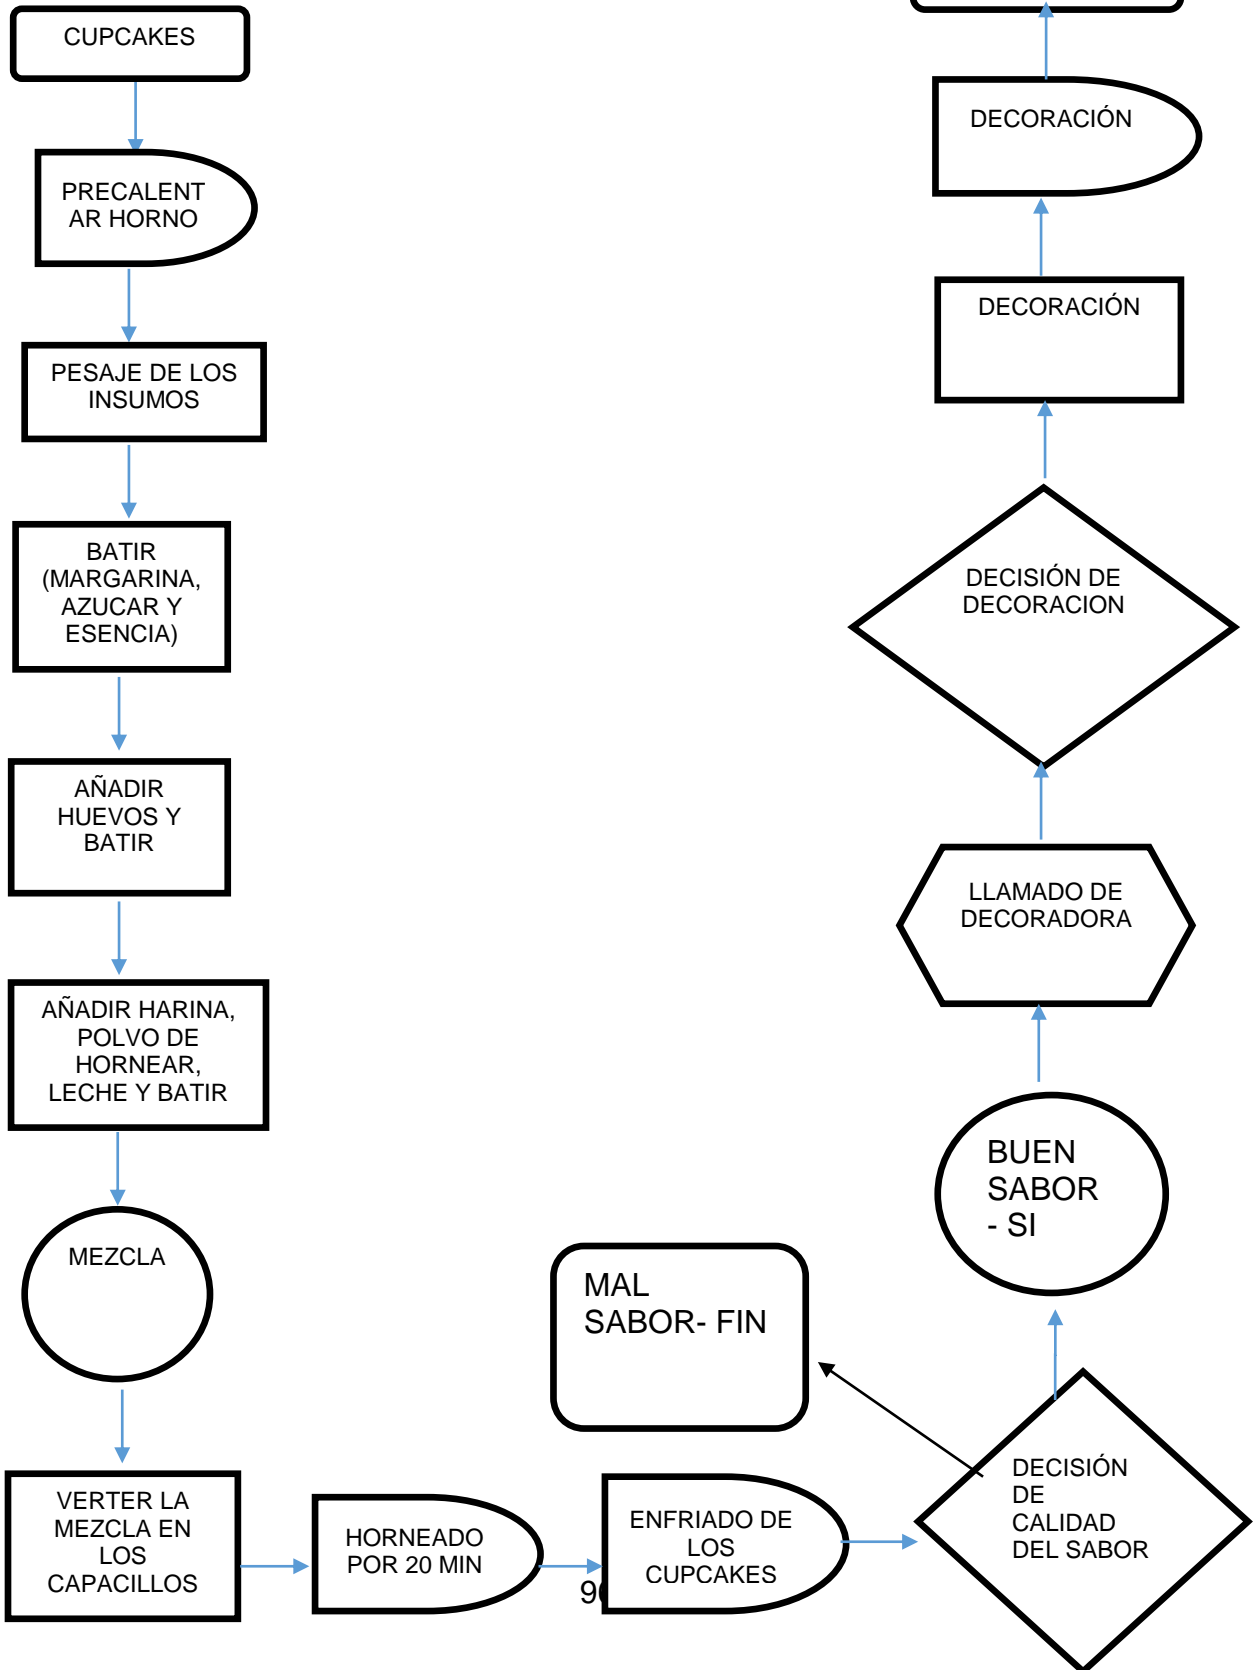 CUPCAKES
PRECALENT
AR HORNO
PESAJE DE LOS
INSUMOS
BATIR
(MARGARINA,
AZUCAR Y
ESENCIA)
AÑADIR
HUEVOS Y
BATIR
AÑADIR HARINA,
POLVO DE
HORNEAR,
LECHE Y BATIR
MEZCLA
VERTER LA
MEZCLA EN
LOS
CAPACILLOS
HORNEADO
POR 20 MIN
ENFRIADO DE
LOS
CUPCAKES
DECISIÓN
DE
CALIDAD
DEL SABOR
MAL
SABOR- FIN
BUEN
SABOR
- SI
LLAMADO DE
DECORADORA
DECISIÓN DE
DECORACION
DECORACIÓN
DECORACIÓN